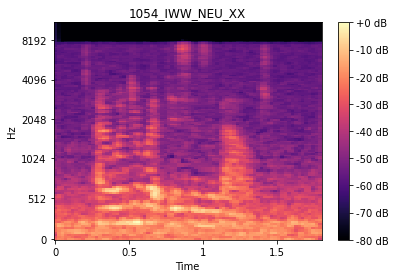 1054_IWW_NEU_XX
+0 dB
8192
-10 dB
4096
-20 dB
-30 dB
2048
Hz
-40 dB
1024
-50 dB
-60 dB
512
-70 dB
0
-80 dB
0
0.5
1
1.5
Time